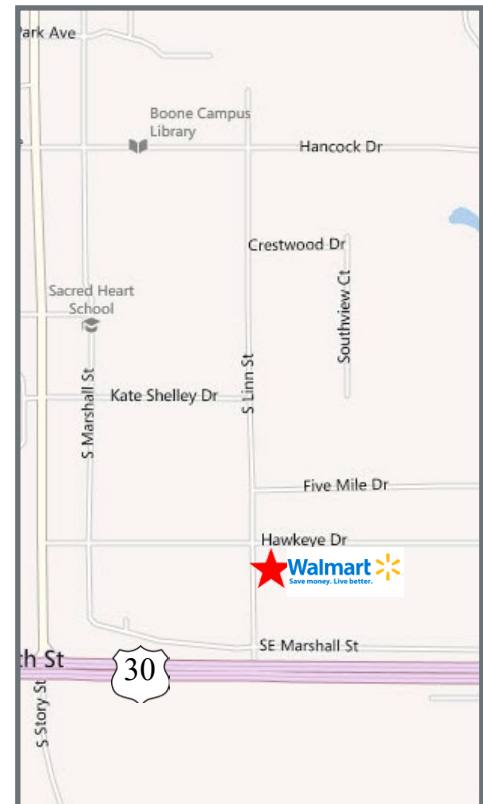 Park Ave
Boone Campus
Library
Hancock Dr
Crestwood Dr
Southview Ct
Sacred Heart
School
S Marshall St
Kate Shelley Dr
S Linn St
Five Mile Dr
Hawkeye Dr
Walmart
Save money. Live better.
SE Marshall St
th St
30
S Story St